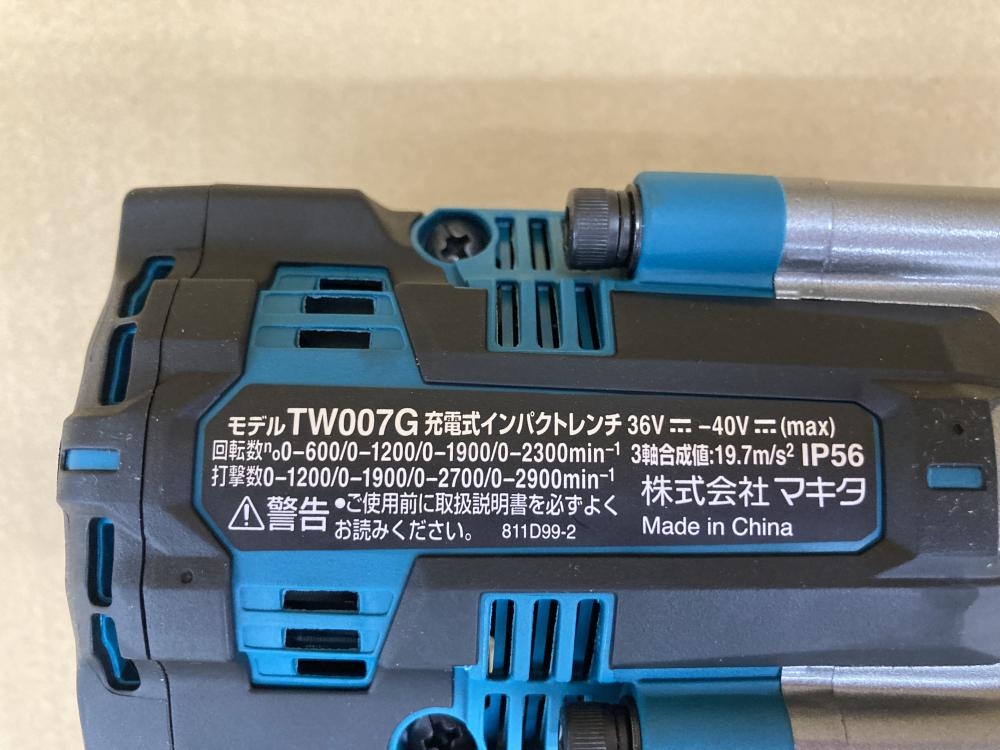 モデルTW007G 充電式インパクトレンチ 36V⎓ –40V⎓(max)
回転数n₀0–600/0–1200/0–1900/0–2300min⁻¹ 3軸合成値:19.7m/s² IP56
打撃数0–1200/0–1900/0–2700/0–2900min⁻¹ 株式会社マキタ
⚠警告 •ご使用前に取扱説明書を必ずよく
お読みください。 811D99-2 Made in China